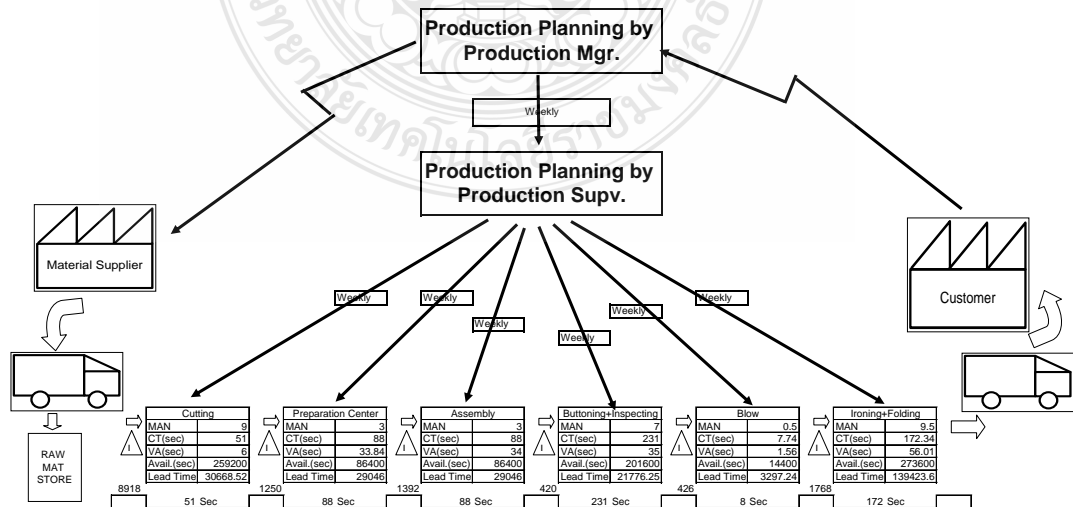 Production Planning by
Production Mgr.
Weekly
Production Planning by
Production Supv.
Material Supplier
Customer
Weekly
Weekly
Weekly
Weekly
Weekly
Weekly
RAW
MAT
STORE
Cutting
MAN 9
CT(sec) 51
VA(sec) 6
Avail.(sec) 259200
Lead Time 30668.52
Preparation Center
MAN 3
CT(sec) 88
VA(sec) 33.84
Avail.(sec) 86400
Lead Time 29046
Assembly
MAN 3
CT(sec) 88
VA(sec) 34
Avail.(sec) 86400
Lead Time 29046
Buttoning+Inspecting
MAN 7
CT(sec) 231
VA(sec) 35
Avail.(sec) 201600
Lead Time 21776.25
Blow
MAN 0.5
CT(sec) 7.74
VA(sec) 1.56
Avail.(sec) 14400
Lead Time 3297.24
Ironing+Folding
MAN 9.5
CT(sec) 172.34
VA(sec) 56.01
Avail.(sec) 273600
Lead Time 139423.6
I
I
I
I
I
I
8918 1250 1392 420 426 1768
51 Sec 88 Sec 88 Sec 231 Sec 8 Sec 172 Sec